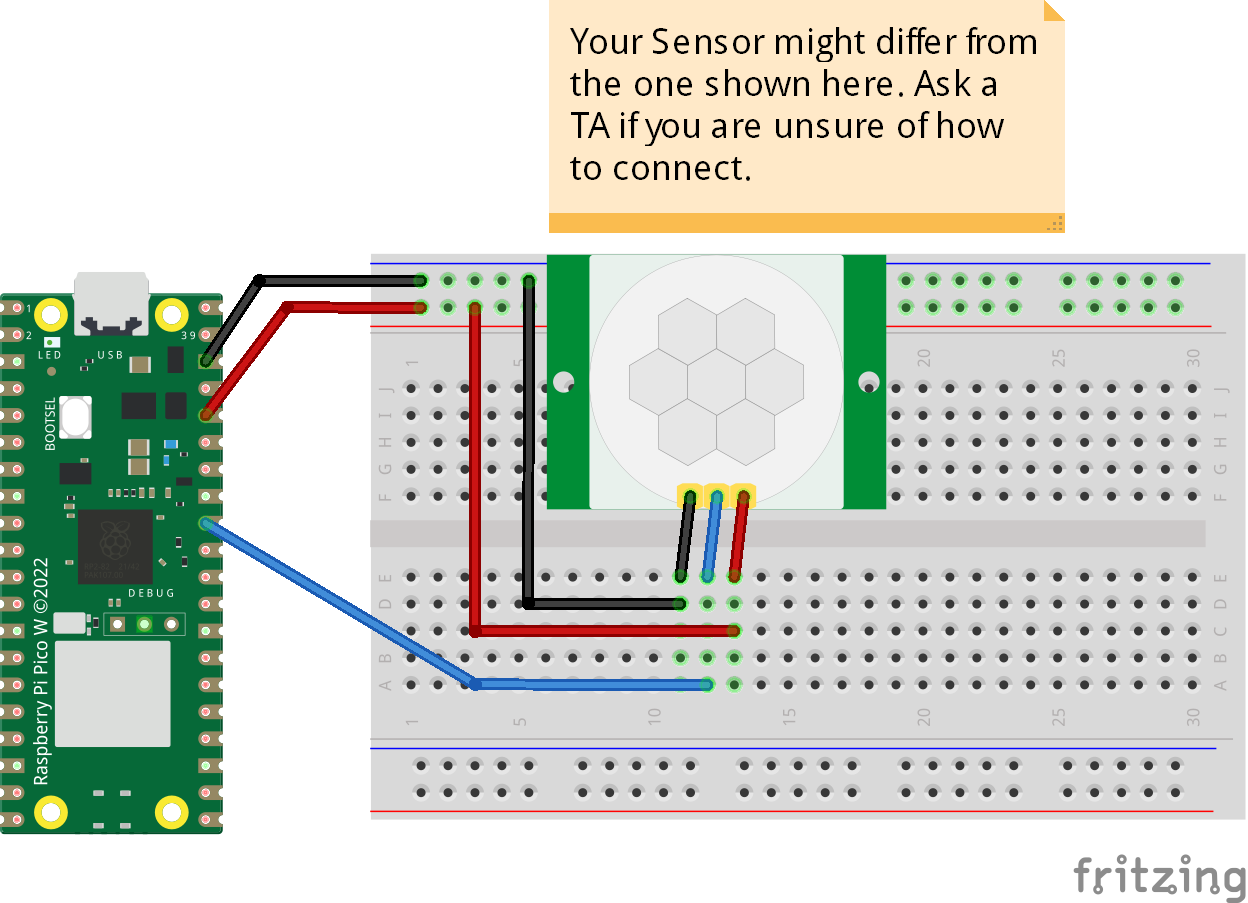 Your Sensor might differ from
the one shown here. Ask a
TA if you are unsure of how
to connect.
1
2
39
LED
USB
BOOTSEL
DEBUG
Raspberry Pi Pico W ©2022
1 5 20 25 30
J J
I I
H H
G G
F F
E E
D D
C C
B B
A A
1 5 10 15 20 25 30
fritzing